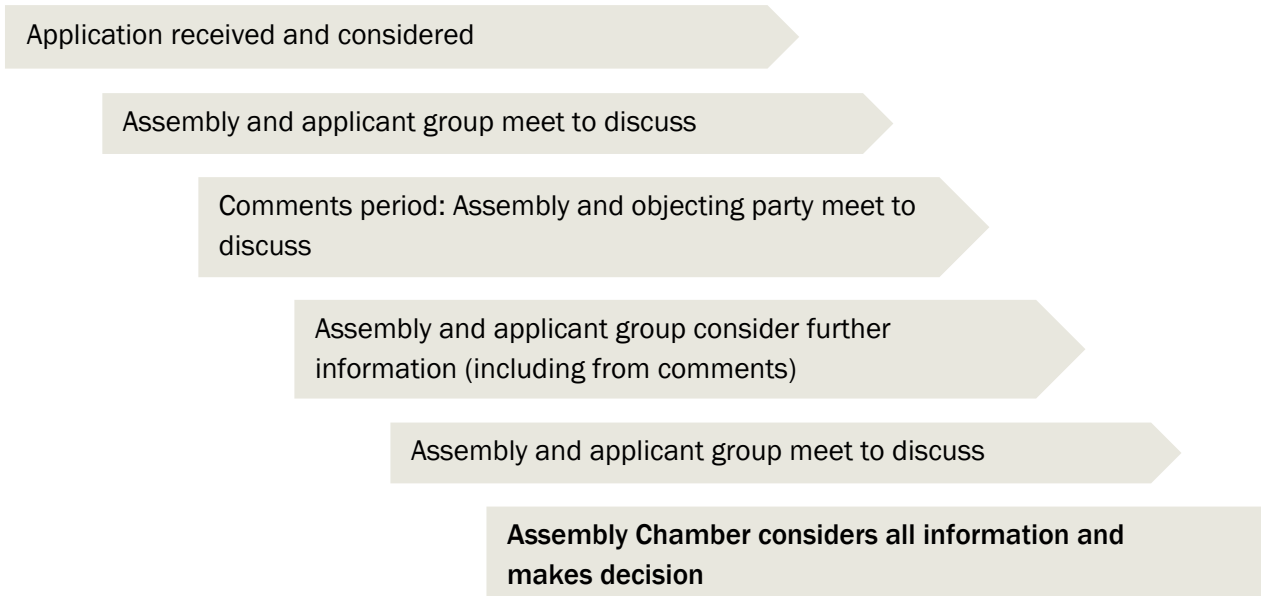 Application received and considered
Assembly and applicant group meet to discuss
Comments period: Assembly and objecting party meet to
discuss
Assembly and applicant group consider further
information (including from comments)
Assembly and applicant group meet to discuss
Assembly Chamber considers all information and
makes decision